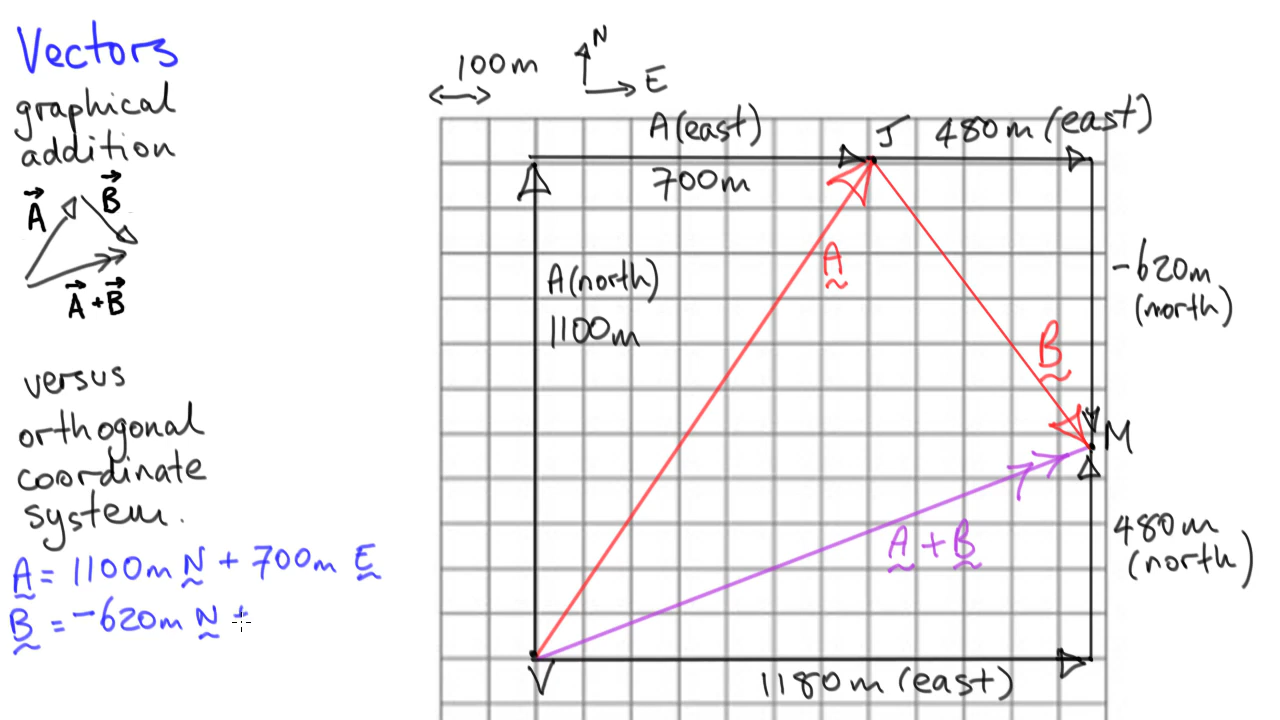 Vectors
graphical
addition
A B
A + B
versus
orthogonal
coordinate
system.
A = 1100m N + 700m E
B = -620m N +
100m
N
E
A(east)
J
480m (east)
700m
A(north)
1100m
A
-620m
(north)
B
M
A + B
480m
(north)
V
1180m (east)